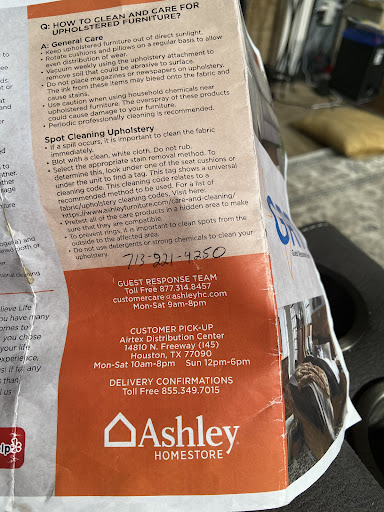 Q: HOW TO CLEAN AND CARE FOR
UPHOLSTERED FURNITURE?
A: General Care
• Keep upholstered furniture out of direct sunlight.
• Rotate cushions and pillows on a regular basis to allow
even distribution of wear.
• Vacuum weekly using the upholstery attachment to
remove soil that could be abrasive to surface.
• Do not place magazines or newspapers on upholstery.
The ink from these items may bleed onto the fabric and
cause stains.
• Use caution when using household chemicals near
upholstered furniture. The overspray of these products
could cause damage to your furniture.
• Periodic professionally cleaning is recommended.
Spot Cleaning Upholstery
• If a spill occurs, it is important to clean the fabric
immediately.
• Blot with a clean, white cloth. Do not rub.
• Select the appropriate stain removal method. To
determine this, look under one of the seat cushions or
under the unit to find a tag. This tag shows a universal
cleaning code. This cleaning code relates to a
recommended method to be used. For a list of
fabric/upholstery cleaning codes. Visit here:
https://www.ashleyfurniture.com/care-and-cleaning/
• Pretest all of the care products in a hidden area to make
sure that they are compatible.
• To prevent rings, it is important to clean stains from the
outside to the affected area.
• Do not use detergents or strong chemicals to clean your
upholstery.
713-921-4250
GUEST RESPONSE TEAM
Toll Free 877.314.8457
customercare@ashleyhc.com
Mon-Sat 9am-8pm
CUSTOMER PICK-UP
Airtex Distribution Center
14810 N. Freeway (I45)
Houston, TX 77090
Mon-Sat 10am-8pm Sun 12pm-6pm
DELIVERY CONFIRMATIONS
Toll Free 855.349.7015
Ashley
HOMESTORE